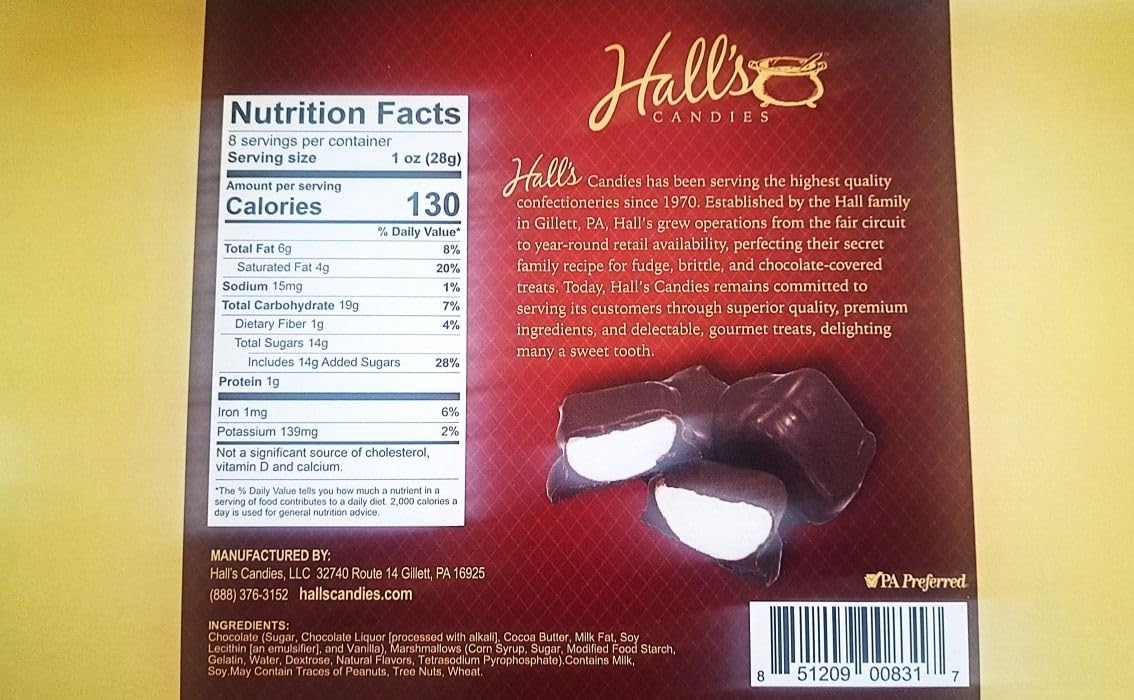 Hall's
CANDIES
Nutrition Facts
8 servings per container
Serving size 1 oz (28g)
Amount per serving
Calories 130
% Daily Value*
Total Fat 6g 8%
Saturated Fat 4g 20%
Sodium 15mg 1%
Total Carbohydrate 19g 7%
Dietary Fiber 1g 4%
Total Sugars 14g
Includes 14g Added Sugars 28%
Protein 1g
Iron 1mg 6%
Potassium 139mg 2%
Not a significant source of cholesterol,
vitamin D and calcium.
*The % Daily Value tells you how much a nutrient in a
serving of food contributes to a daily diet. 2,000 calories a
day is used for general nutrition advice.
Hall's Candies has been serving the highest quality
confectioneries since 1970. Established by the Hall family
in Gillett, PA, Hall's grew operations from the fair circuit
to year-round retail availability, perfecting their secret
family recipe for fudge, brittle, and chocolate-covered
treats. Today, Hall's Candies remains committed to
serving its customers through superior quality, premium
ingredients, and delectable, gourmet treats, delighting
many a sweet tooth.
MANUFACTURED BY:
Hall's Candies, LLC 32740 Route 14 Gillett, PA 16925
(888) 376-3152 hallscandies.com
INGREDIENTS:
Chocolate (Sugar, Chocolate Liquor [processed with alkali], Cocoa Butter, Milk Fat, Soy
Lecithin [an emulsifier], and Vanilla), Marshmallows (Corn Syrup, Sugar, Modified Food Starch,
Gelatin, Water, Dextrose, Natural Flavors, Tetrasodium Pyrophosphate).Contains Milk,
Soy.May Contain Traces of Peanuts, Tree Nuts, Wheat.
PA Preferred
8 51209 00831 7